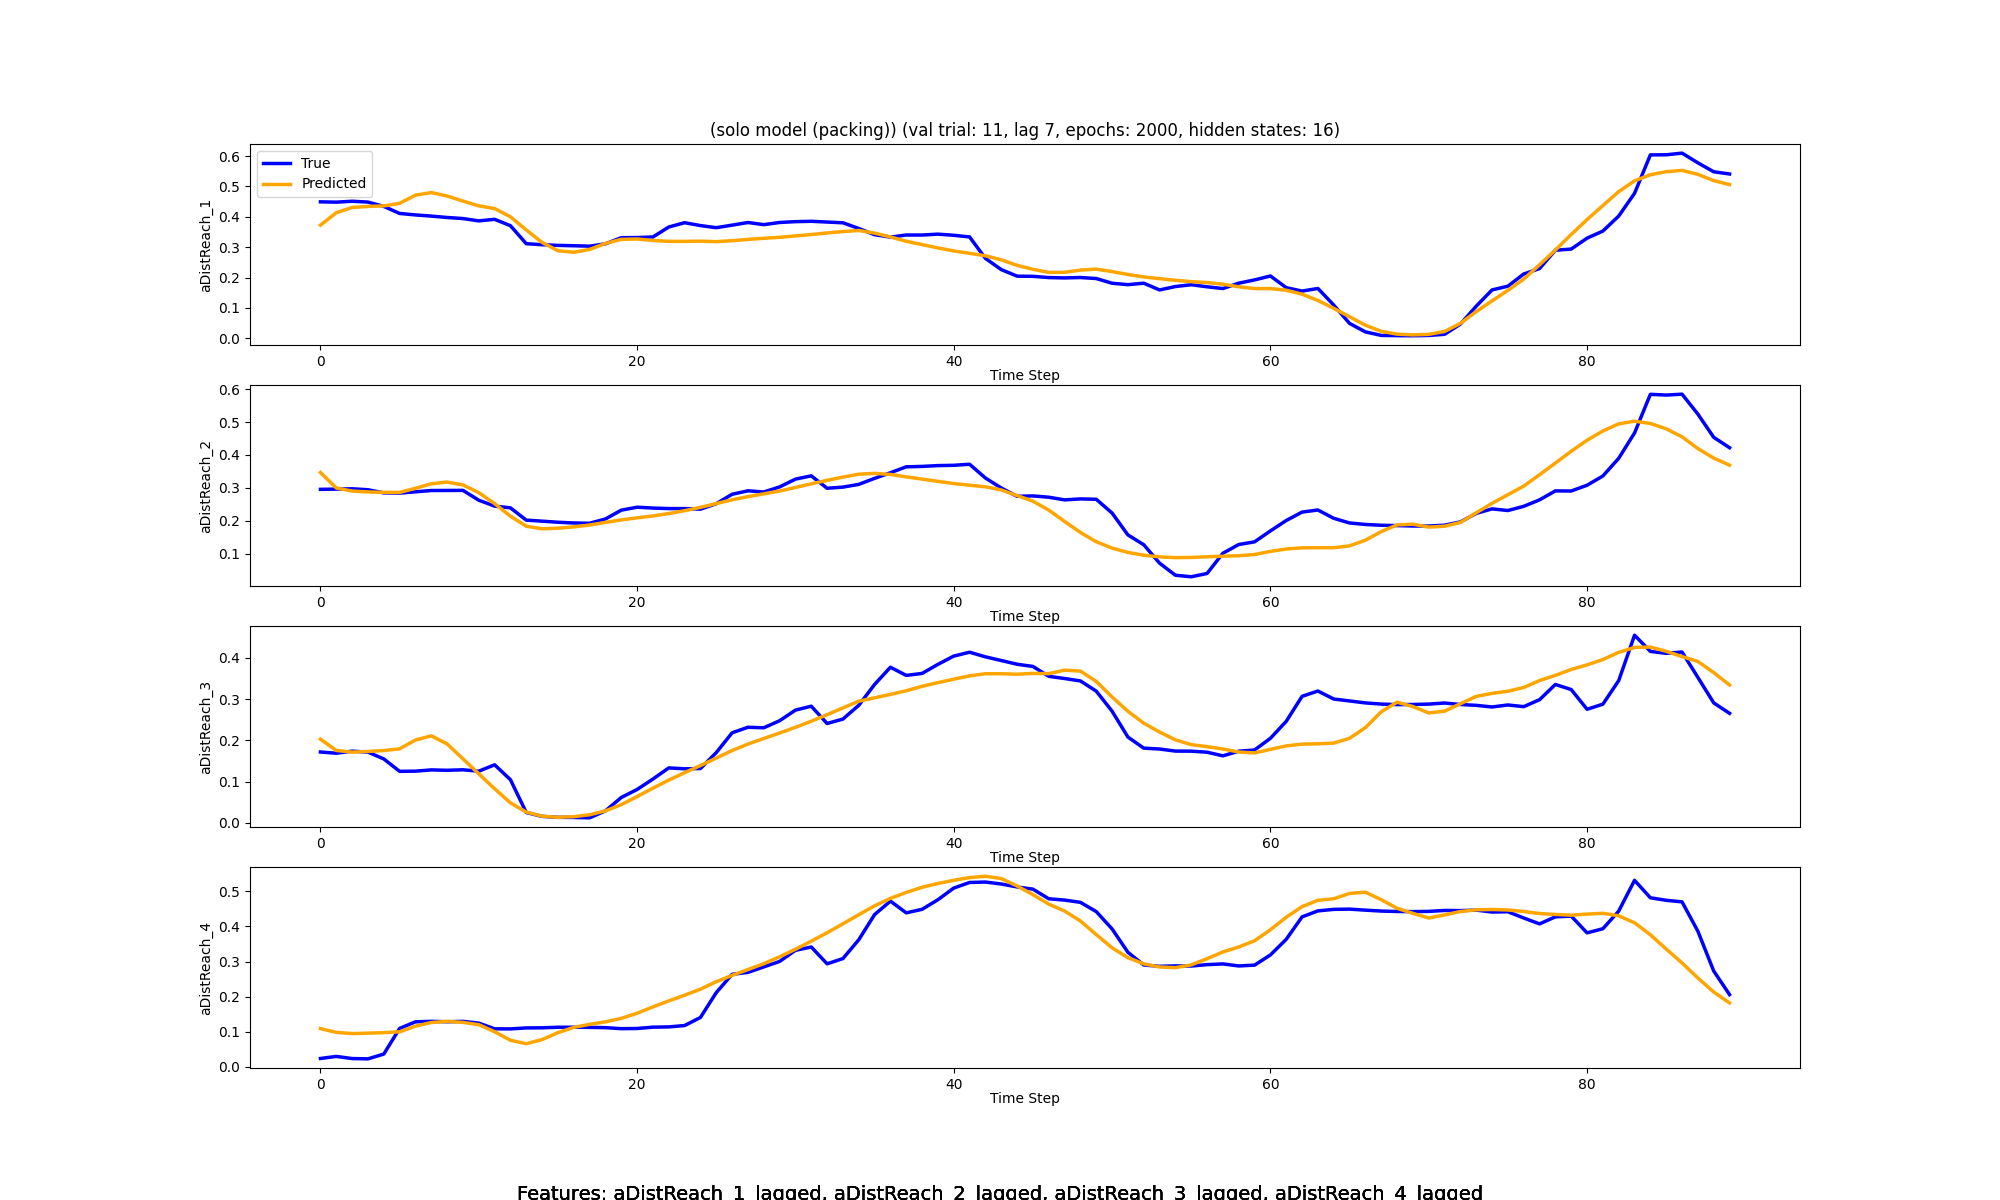 (solo model (packing)) (val trial: 11, lag 7, epochs: 2000, hidden states: 16)
True
Predicted
aDistReach_1
0.6
0.5
0.4
0.3
0.2
0.1
0.0
0 20 40 60 80
Time Step
aDistReach_2
0.6
0.5
0.4
0.3
0.2
0.1
0 20 40 60 80
Time Step
aDistReach_3
0.4
0.3
0.2
0.1
0.0
0 20 40 60 80
Time Step
aDistReach_4
0.5
0.4
0.3
0.2
0.1
0.0
0 20 40 60 80
Time Step
Features: aDistReach_1_lagged, aDistReach_2_lagged, aDistReach_3_lagged, aDistReach_4_lagged